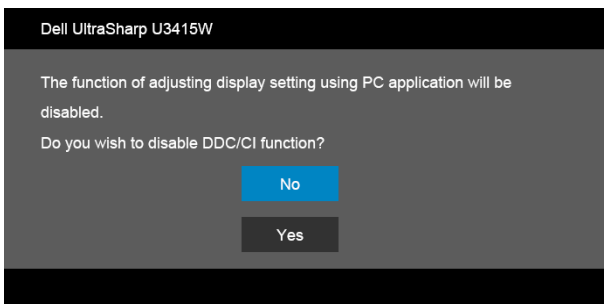 Dell UltraSharp U3415W
The function of adjusting display setting using PC application will be
disabled.
Do you wish to disable DDC/CI function?
No
Yes